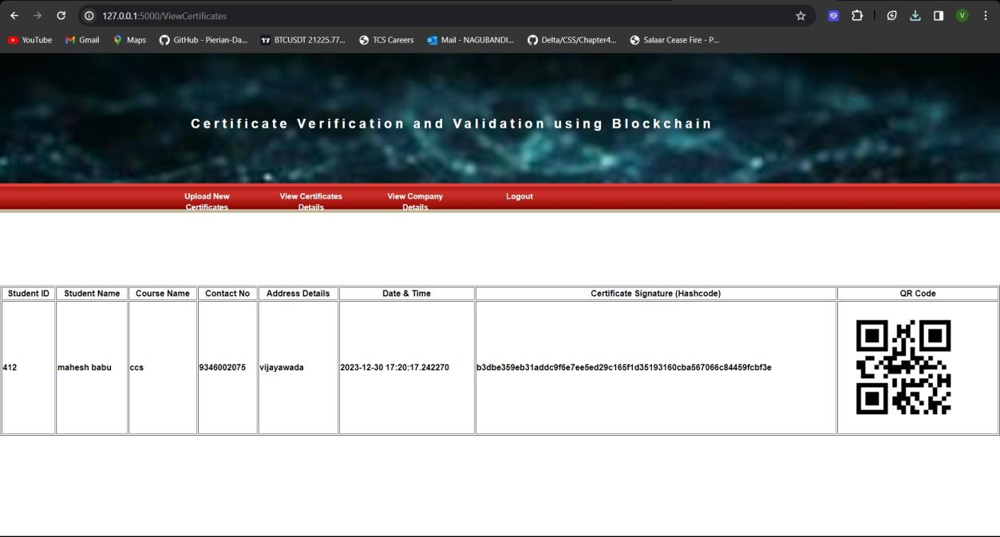 127.0.0.1:5000/ViewCertificates
V
YouTube Gmail Maps GitHub - Pierian-Da... BTCUSDT 21225.77... TCS Careers Mail - NAGUBANDI... Delta/CSS/Chapter4... Salaar Cease Fire - P...
Certificate Verification and Validation using Blockchain
Upload New Certificates
View Certificates Details
View Company Details
Logout
Student ID Student Name Course Name Contact No Address Details Date & Time Certificate Signature (Hashcode) QR Code
412 mahesh babu ccs 9346002075 vijayawada 2023-12-30 17:20:17.242270 b3dbe359eb31addc9f6e7ee5ed29c165f1d35193160cba567066c84459fcbf3e